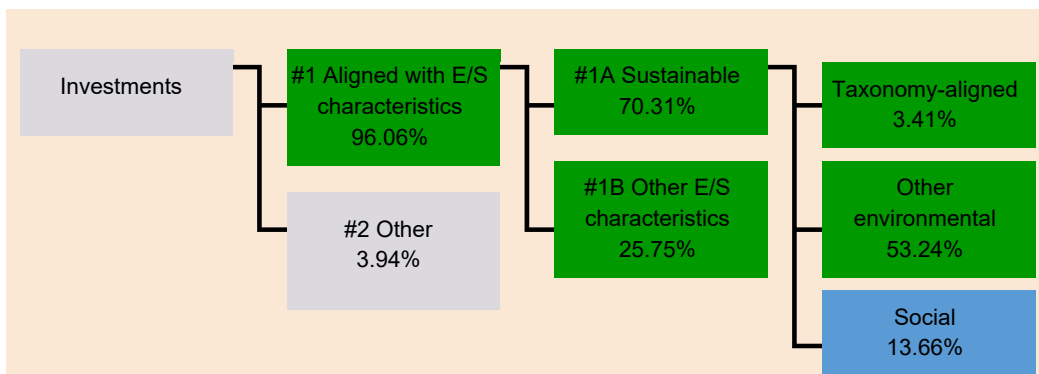 Investments
#1 Aligned with E/S
characteristics
96.06%
#2 Other
3.94%
#1A Sustainable
70.31%
#1B Other E/S
characteristics
25.75%
Taxonomy-aligned
3.41%
Other
environmental
53.24%
Social
13.66%